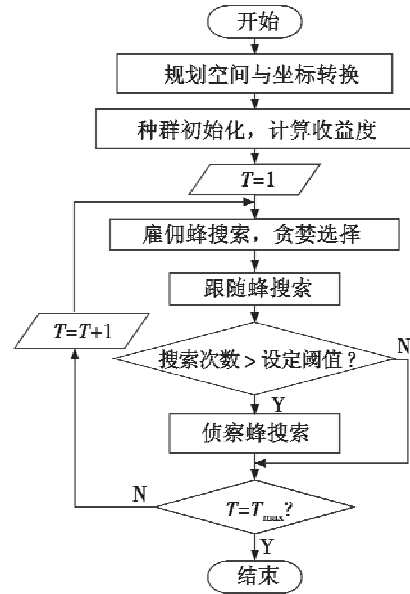 开始
规划空间与坐标转换
种群初始化，计算收益度
T=1
雇佣蜂搜索，贪婪选择
跟随蜂搜索
T=T+1
搜索次数>设定阈值？
N
Y
侦察蜂搜索
N
T=Tmax?
Y
结束